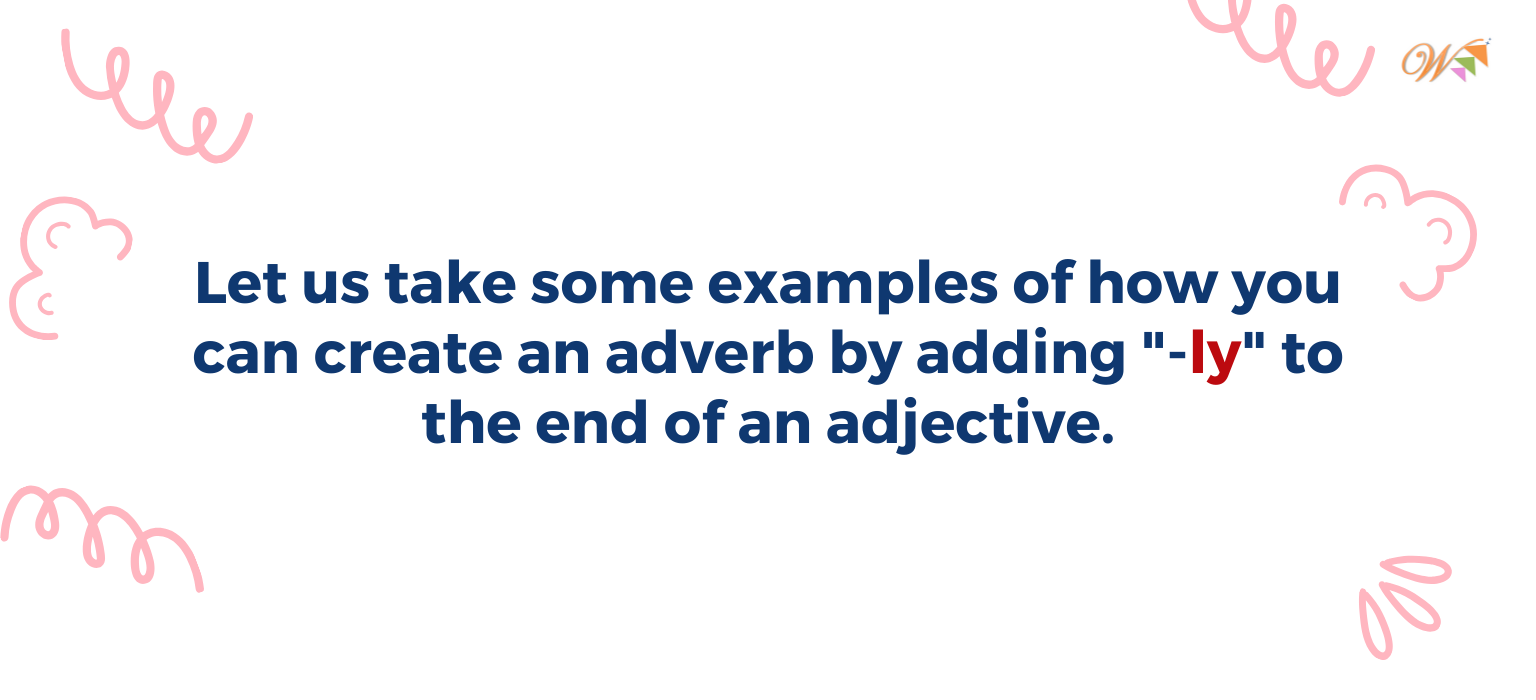 W
Let us take some examples of how you
can create an adverb by adding "-ly" to
the end of an adjective.